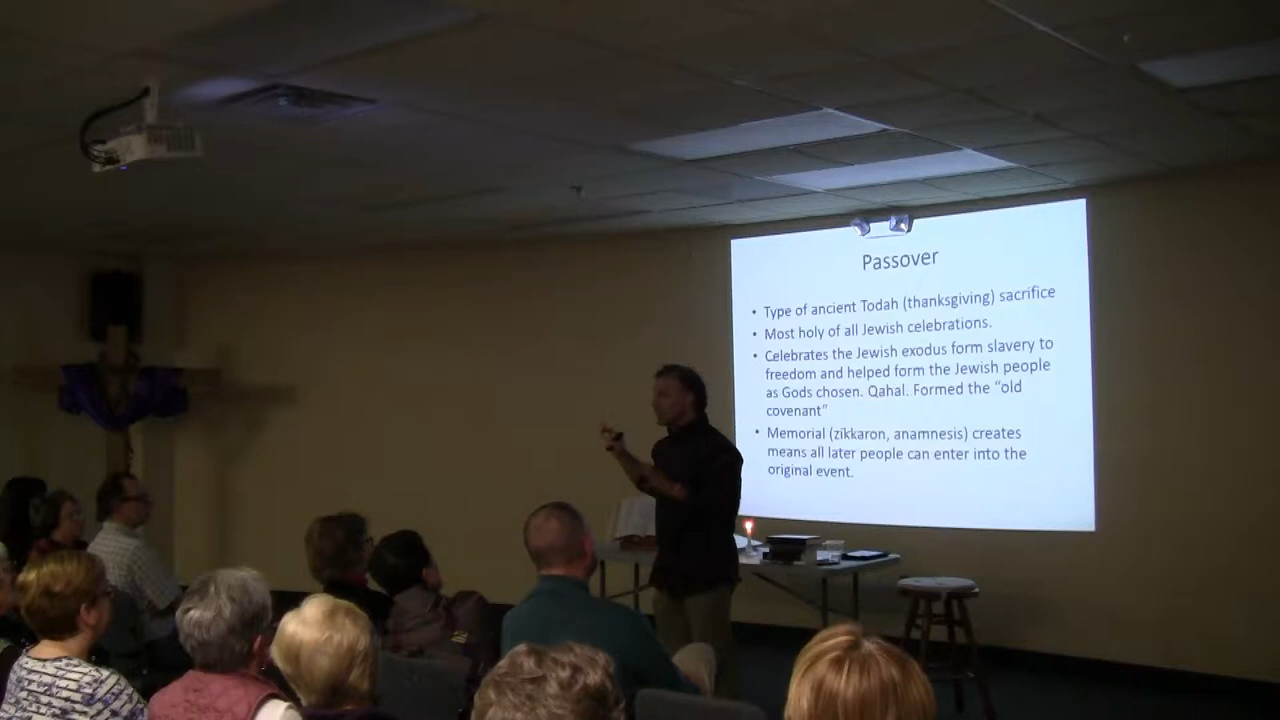 Passover
• Type of ancient Todah (thanksgiving) sacrifice
• Most holy of all Jewish celebrations.
• Celebrates the Jewish exodus form slavery to
freedom and helped form the Jewish people
as Gods chosen. Qahal. Formed the “old
covenant”
• Memorial (zikkaron, anamnesis) creates
means all later people can enter into the
original event.